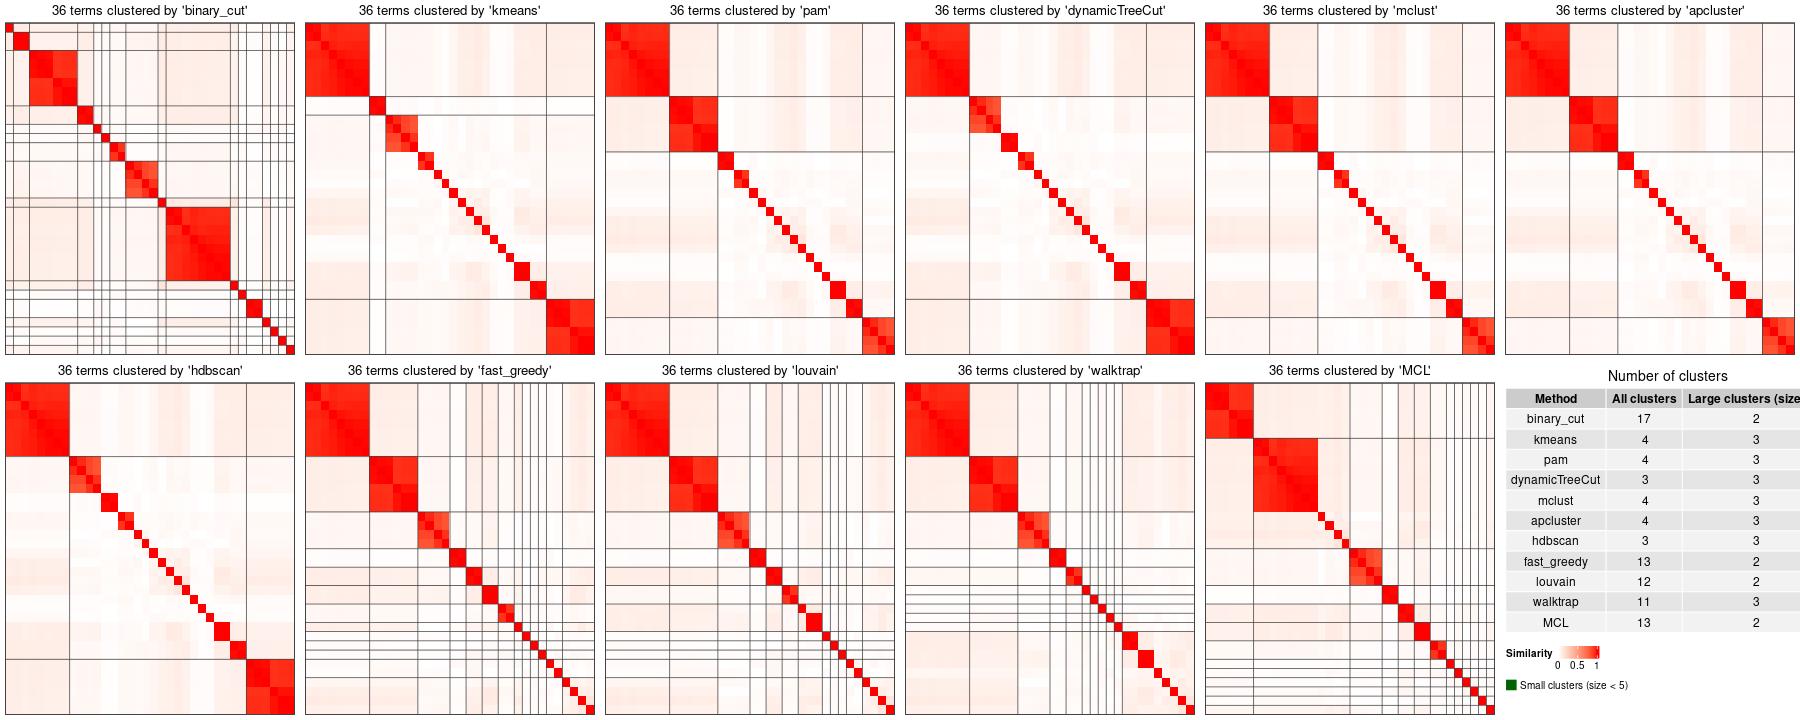 36 terms clustered by 'binary_cut'
36 terms clustered by 'kmeans'
36 terms clustered by 'pam'
36 terms clustered by 'dynamicTreeCut'
36 terms clustered by 'mclust'
36 terms clustered by 'apcluster'
36 terms clustered by 'hdbscan'
36 terms clustered by 'fast_greedy'
36 terms clustered by 'louvain'
36 terms clustered by 'walktrap'
36 terms clustered by 'MCL'
Number of clusters
Method All clusters Large clusters (size
binary_cut 17 2
kmeans 4 3
pam 4 3
dynamicTreeCut 3 3
mclust 4 3
apcluster 4 3
hdbscan 3 3
fast_greedy 13 2
louvain 12 2
walktrap 11 3
MCL 13 2
Similarity
0 0.5 1
Small clusters (size < 5)